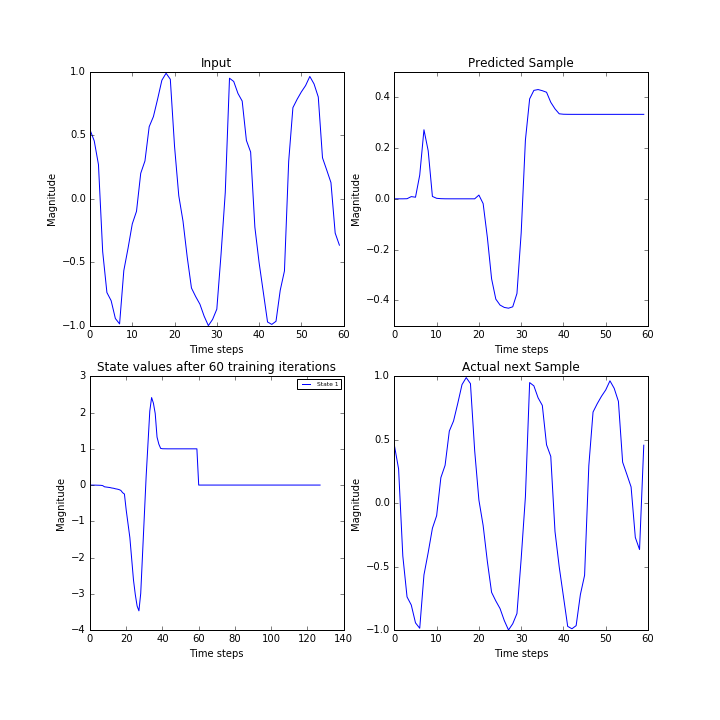 Input
Magnitude
1.0
0.5
0.0
−0.5
−1.0
0 10 20 30 40 50 60
Time steps
Predicted Sample
Magnitude
0.4
0.2
0.0
−0.2
−0.4
0 10 20 30 40 50 60
Time steps
State values after 60 training iterations
State 1
Magnitude
3
2
1
0
−1
−2
−3
−4
0 20 40 60 80 100 120 140
Time steps
Actual next Sample
Magnitude
1.0
0.5
0.0
−0.5
−1.0
0 10 20 30 40 50 60
Time steps